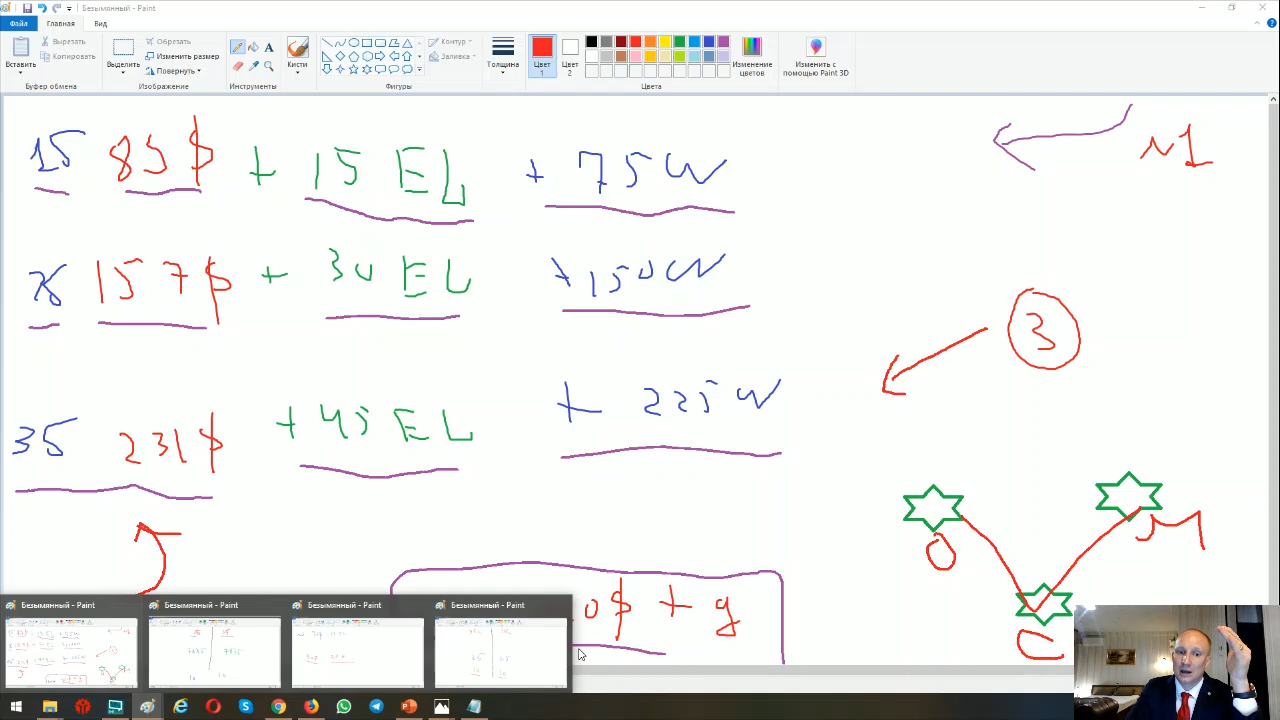 Безымянный - Paint
Файл Главная Вид
Вставить
Вырезать
Копировать
Буфер обмена
Выделить
Обрезать
Изменить размер
Повернуть
Изображение
A
Инструменты
Кисти
Контур
Заливка
Фигуры
Толщина
Цвет 1
Цвет 2
Изменение цветов
Изменить с помощью Paint 3D
Цвета
15 85$ + 15 EL + 75W
157$ + 30 EL +150W
35 231$ + 45 EL + 225W
N1
3
0$ + g
O
M
C
Безымянный - Paint
Безымянный - Paint
Безымянный - Paint
Безымянный - Paint